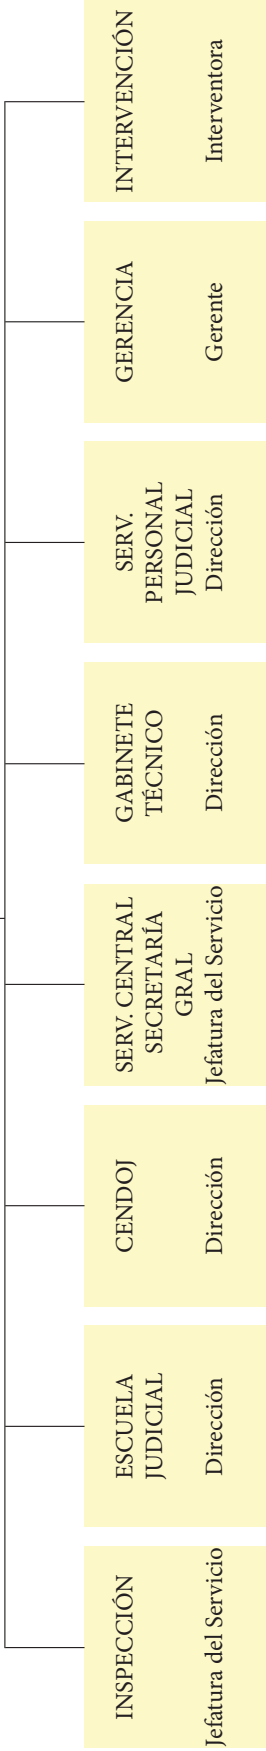 INSPECCIÓN
Jefatura del Servicio
ESCUELA
JUDICIAL
Dirección
CENDOJ
Dirección
SERV. CENTRAL
SECRETARÍA
GRAL
Jefatura del Servicio
GABINETE
TÉCNICO
Dirección
SERV.
PERSONAL
JUDICIAL
Dirección
GERENCIA
Gerente
INTERVENCIÓN
Interventora